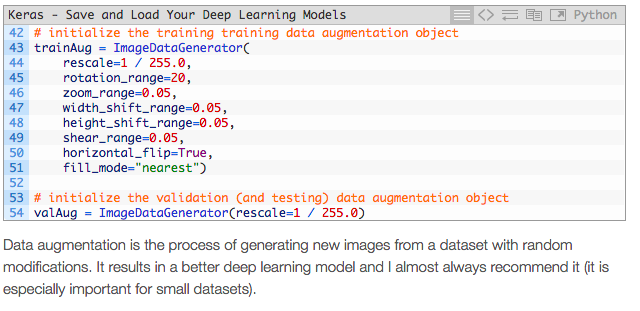 Keras - Save and Load Your Deep Learning Models Python
42 # initialize the training training data augmentation object
43 trainAug = ImageDataGenerator(
44     rescale=1 / 255.0,
45     rotation_range=20,
46     zoom_range=0.05,
47     width_shift_range=0.05,
48     height_shift_range=0.05,
49     shear_range=0.05,
50     horizontal_flip=True,
51     fill_mode="nearest")
52
53 # initialize the validation (and testing) data augmentation object
54 valAug = ImageDataGenerator(rescale=1 / 255.0)
Data augmentation is the process of generating new images from a dataset with random
modifications. It results in a better deep learning model and I almost always recommend it (it is
especially important for small datasets).